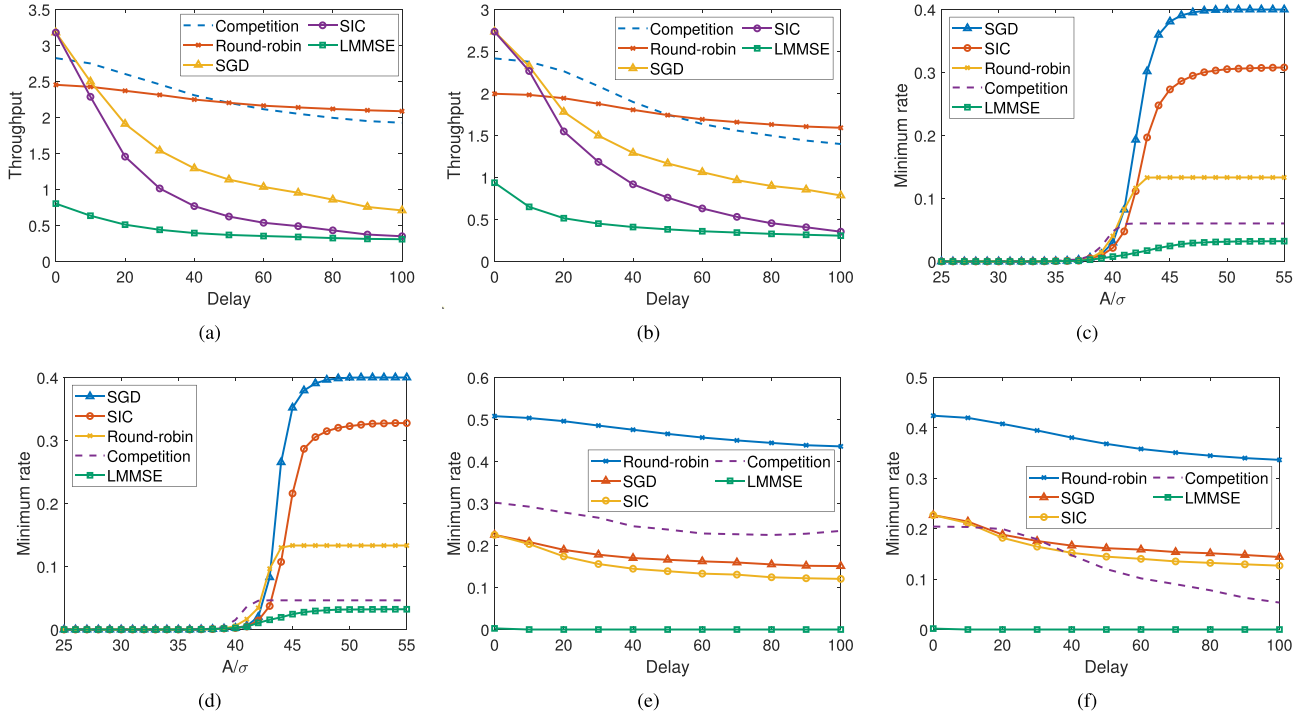 3.5
3
2.5
2
1.5
1
0.5
0
Throughput
Competition
Round-robin
SGD
SIC
LMMSE
0 20 40 60 80 100
Delay
(a)
3
2.5
2
1.5
1
0.5
0
Throughput
Competition
Round-robin
SGD
SIC
LMMSE
0 20 40 60 80 100
Delay
(b)
0.4
0.3
0.2
0.1
0
Minimum rate
SGD
SIC
Round-robin
Competition
LMMSE
25 30 35 40 45 50 55
A/σ
(c)
0.4
0.3
0.2
0.1
0
Minimum rate
SGD
SIC
Round-robin
Competition
LMMSE
25 30 35 40 45 50 55
A/σ
(d)
0.6
0.5
0.4
0.3
0.2
0.1
0
Minimum rate
Round-robin
SGD
SIC
Competition
LMMSE
0 20 40 60 80 100
Delay
(e)
0.5
0.4
0.3
0.2
0.1
0
Minimum rate
Round-robin
SGD
SIC
Competition
LMMSE
0 20 40 60 80 100
Delay
(f)